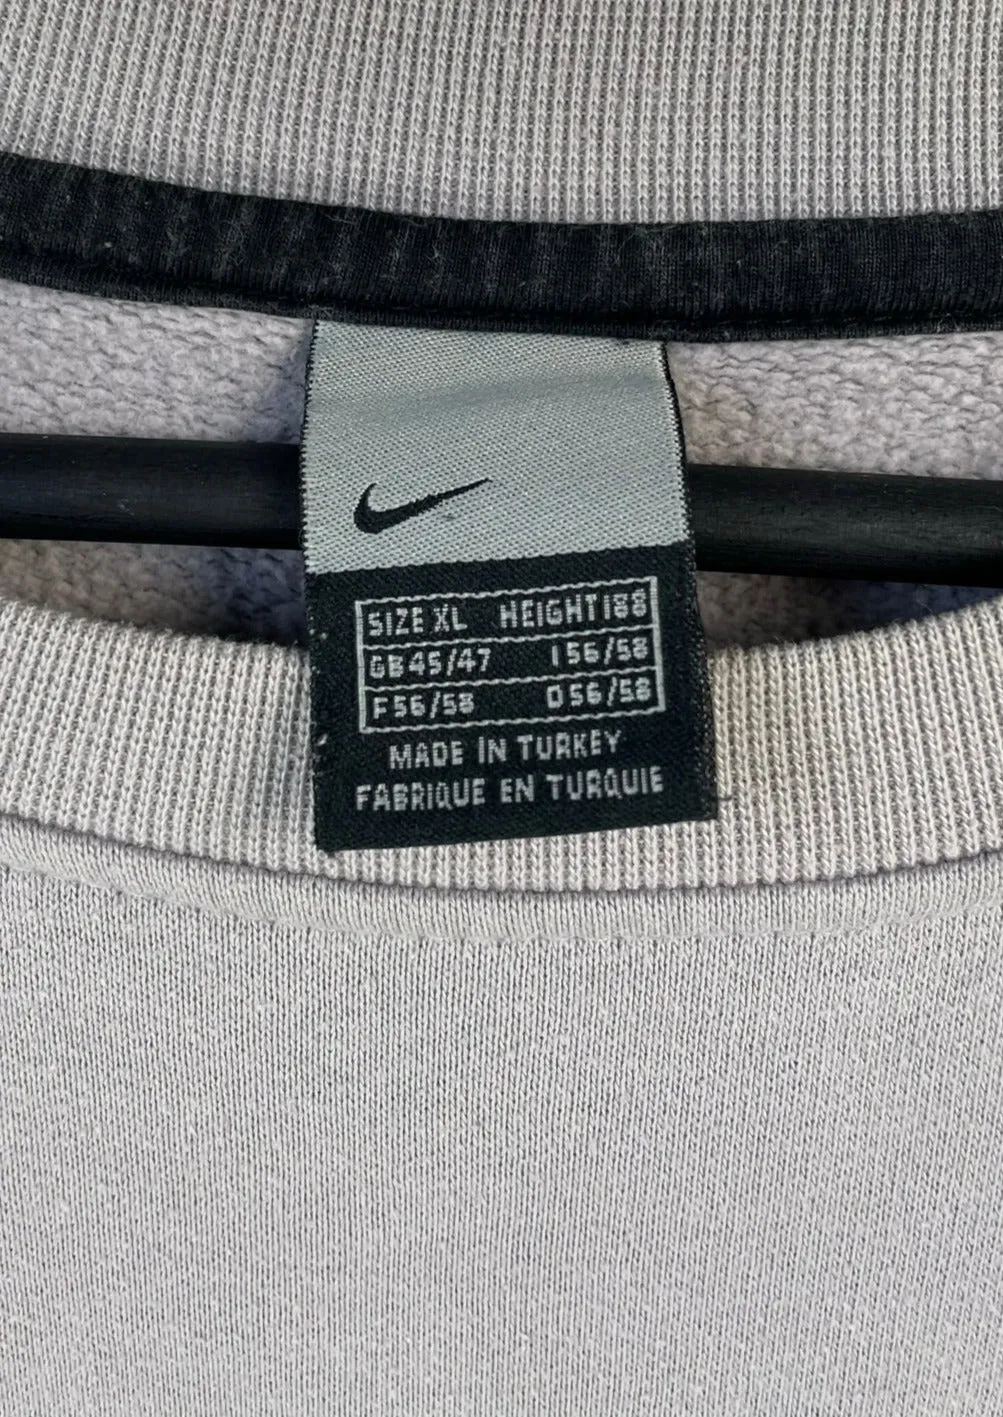 SIZE XL HEIGHT 188
GB 45/47 I 56/58
F 56/58 D 56/58
MADE IN TURKEY
FABRIQUE EN TURQUIE